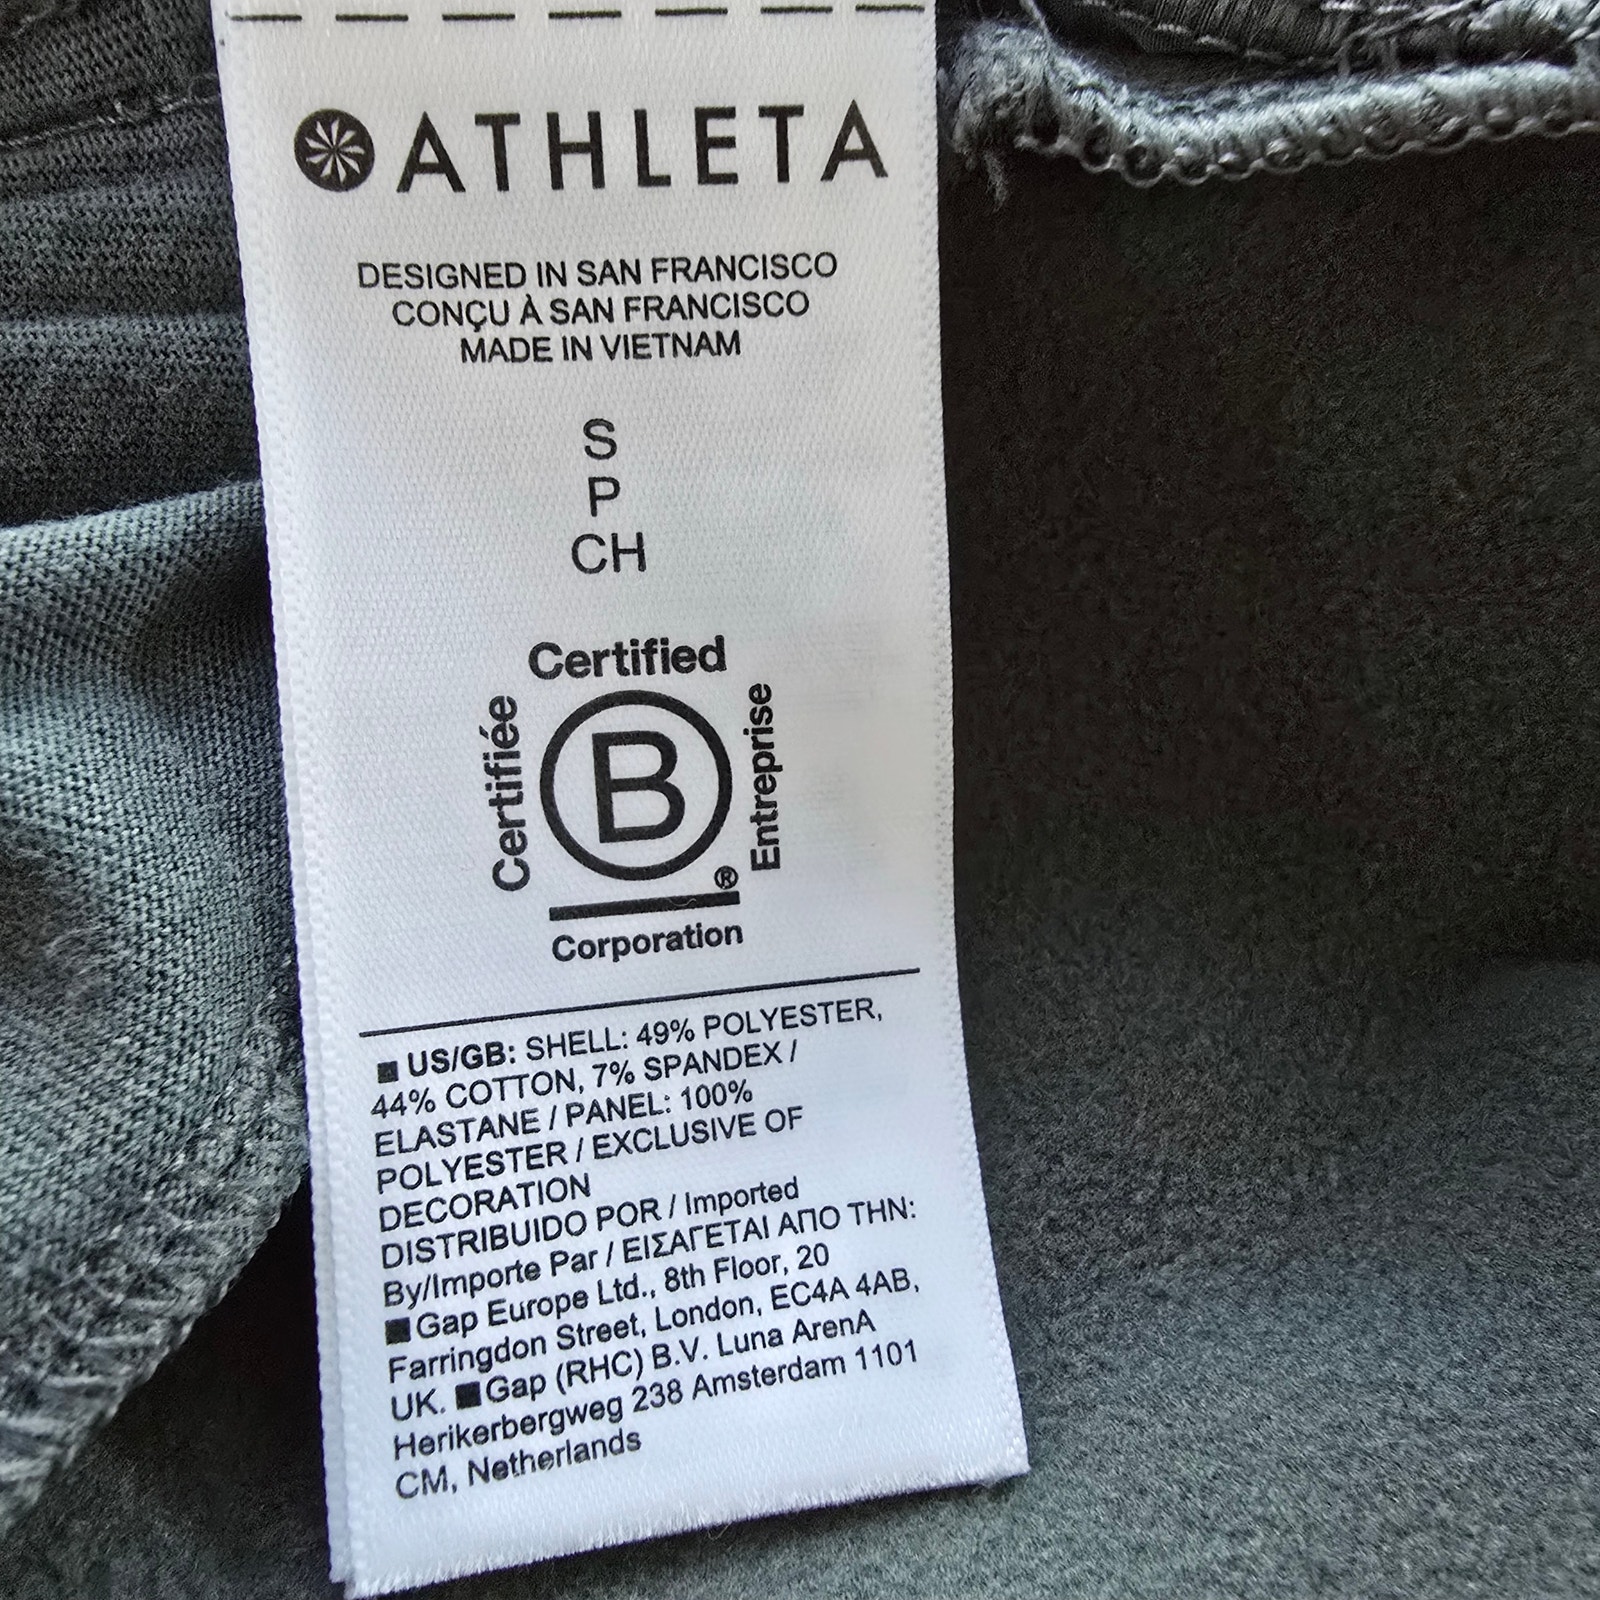 ATHLETA
DESIGNED IN SAN FRANCISCO
CONÇU À SAN FRANCISCO
MADE IN VIETNAM
S
P
CH
Certified
Certifiée
B
Entreprise
®
Corporation
■ US/GB: SHELL: 49% POLYESTER,
44% COTTON, 7% SPANDEX /
ELASTANE / PANEL: 100%
POLYESTER / EXCLUSIVE OF
DECORATION
DISTRIBUIDO POR / Imported
By/Importe Par / ΕΙΣΑΓΕΤΑΙ ΑΠΟ ΤΗΝ:
■Gap Europe Ltd., 8th Floor, 20
Farringdon Street, London, EC4A 4AB,
UK. ■Gap (RHC) B.V. Luna ArenA
Herikerbergweg 238 Amsterdam 1101
CM, Netherlands